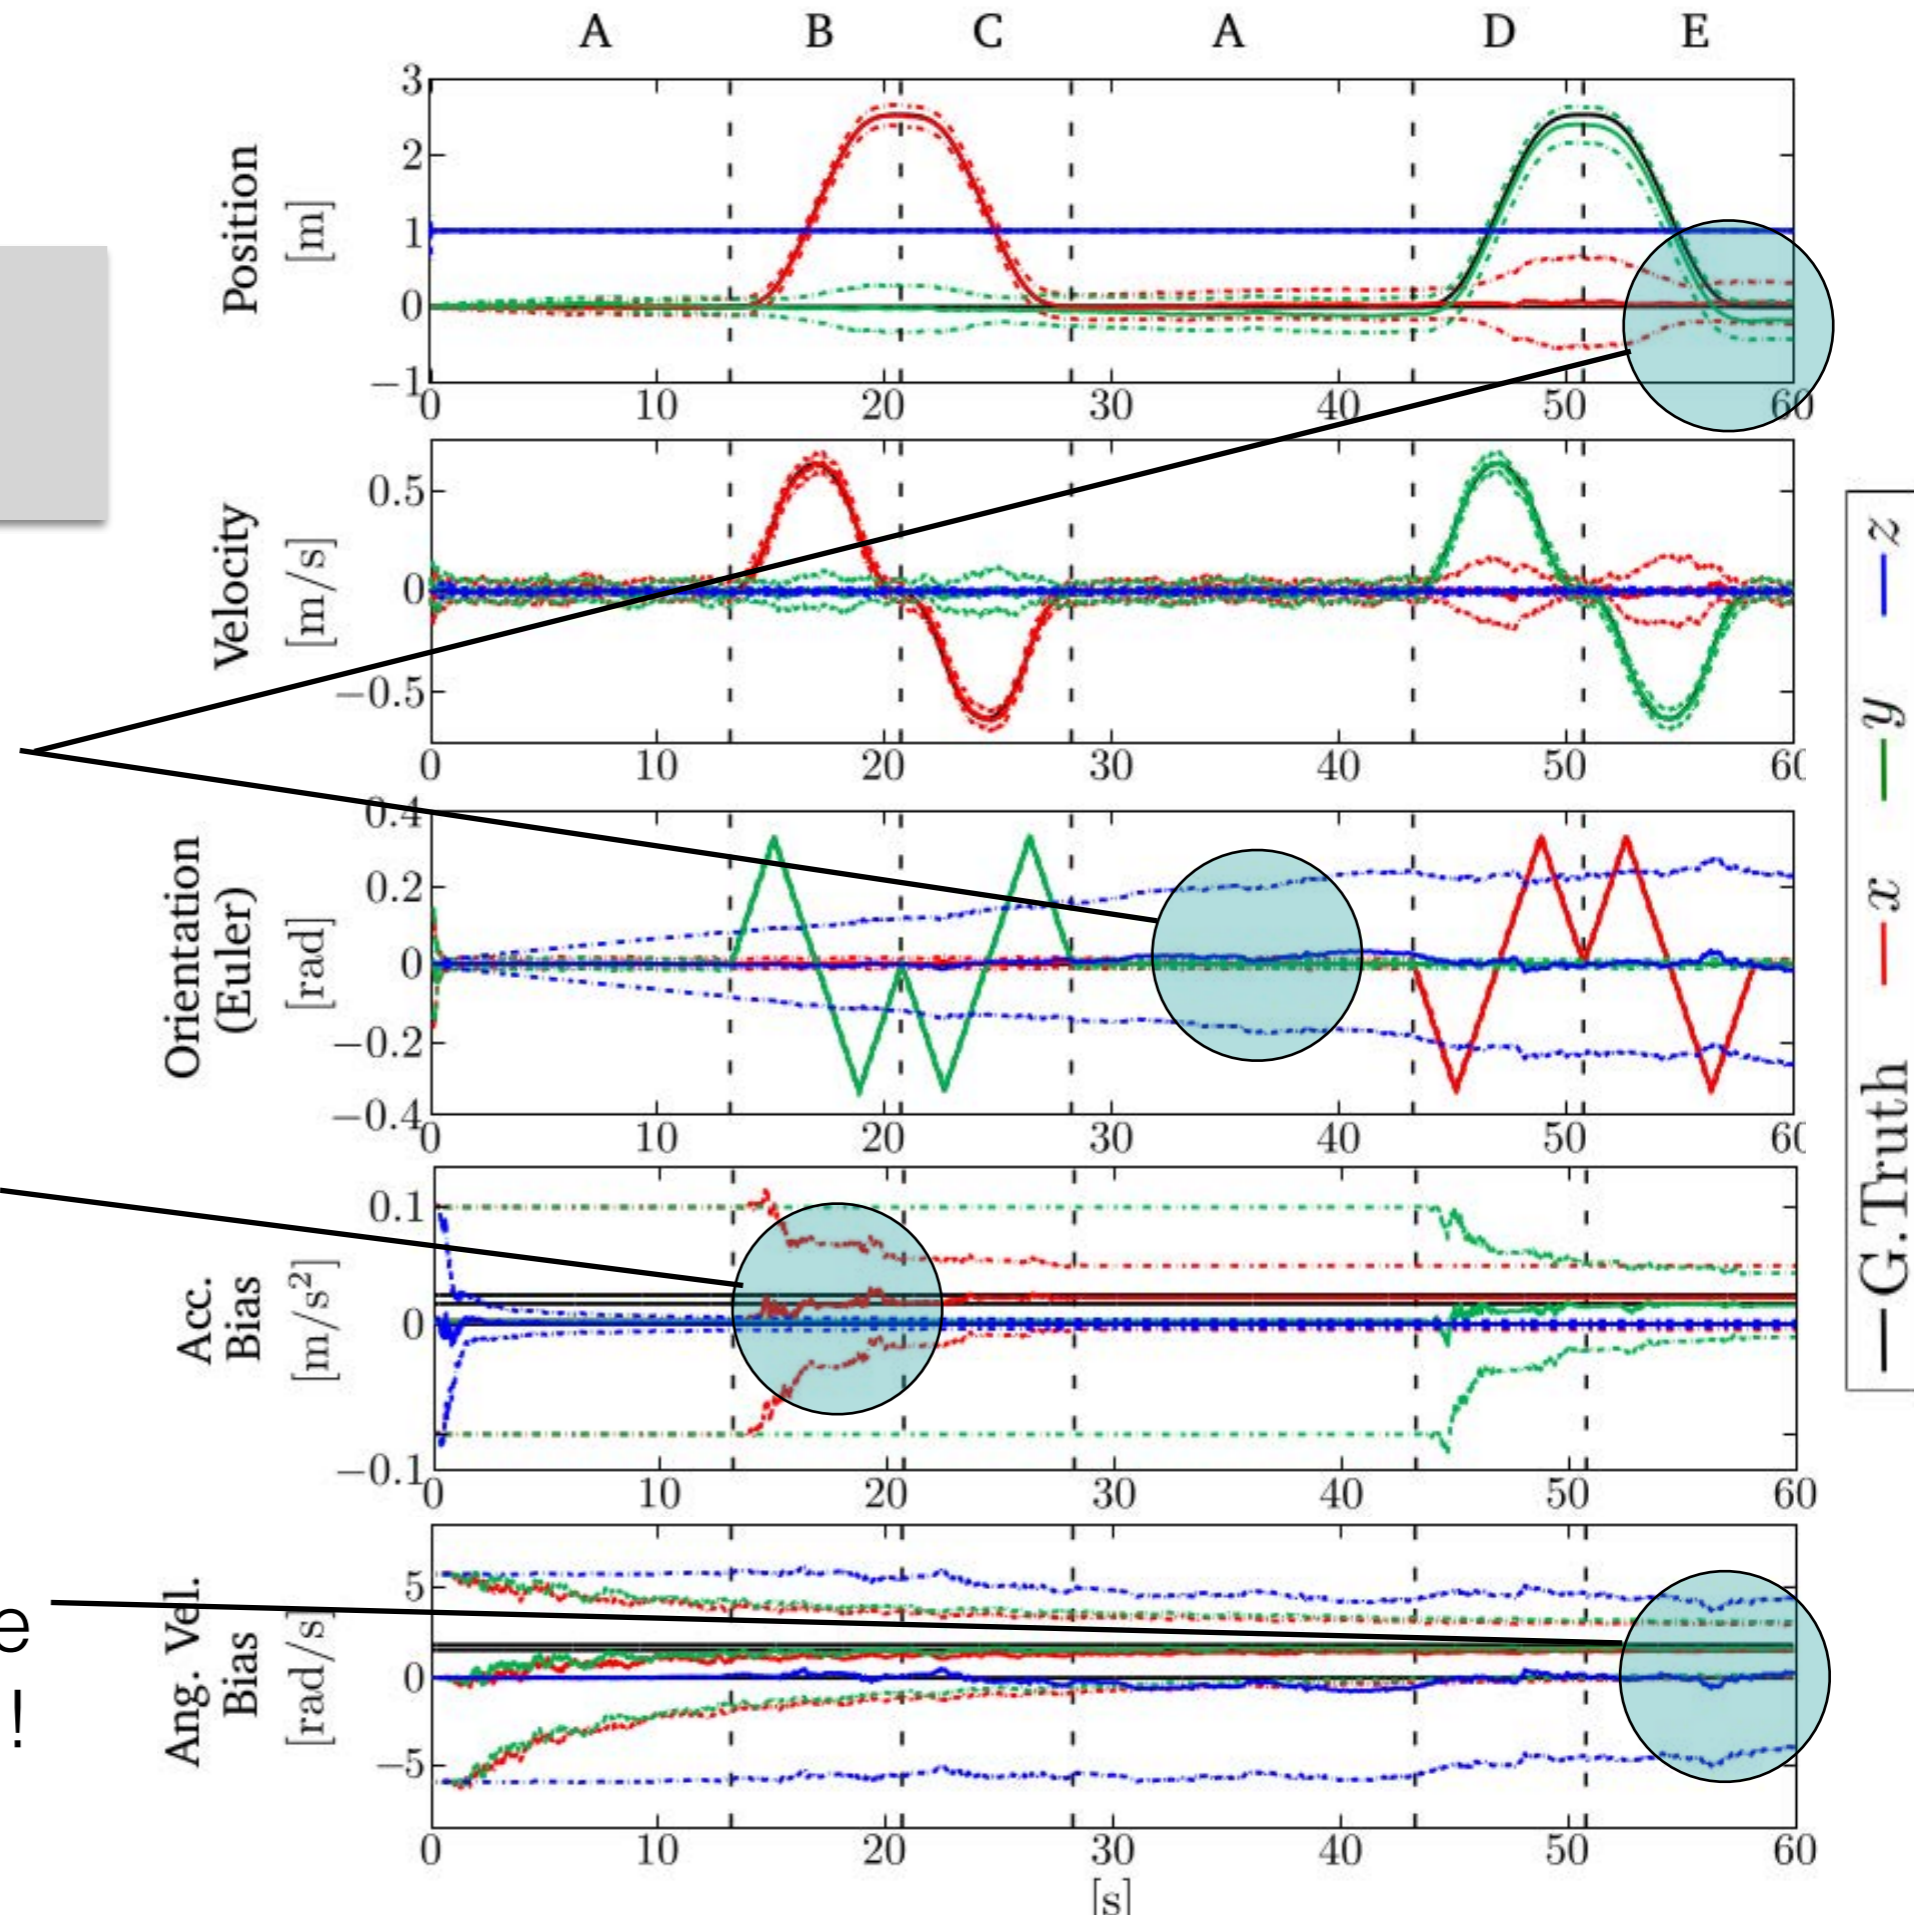 A B C A D E
Position
[m]
3
2
1
0
−1
0 10 20 30 40 50 60
Velocity
[m/s]
0.5
0
−0.5
0 10 20 30 40 50 60
Orientation
(Euler)
[rad]
0.4
0.2
0
−0.2
−0.4
0 10 20 30 40 50 60
Acc.
Bias
[m/s²]
0.1
0
−0.1
0 10 20 30 40 50 60
Ang. Vel.
Bias
[rad/s]
5
0
−5
0 10 20 30 40 50 60
[s]
e
!
G. Truth x y z